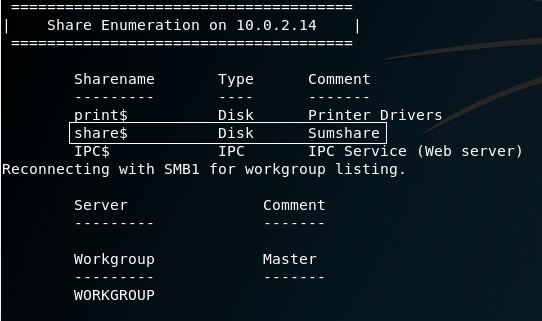 =====================================
| Share Enumeration on 10.0.2.14 |
=====================================
Sharename Type Comment
--------- ---- -------
print$ Disk Printer Drivers
share$ Disk Sumshare
IPC$ IPC IPC Service (Web server)
Reconnecting with SMB1 for workgroup listing.
Server Comment
--------- -------
Workgroup Master
--------- -------
WORKGROUP